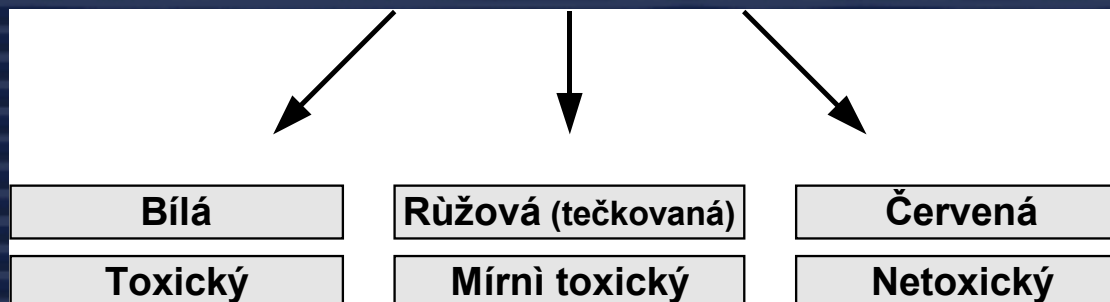 Bílá
Rùžová (tečkovaná)
Červená
Toxický
Mírnì toxický
Netoxický